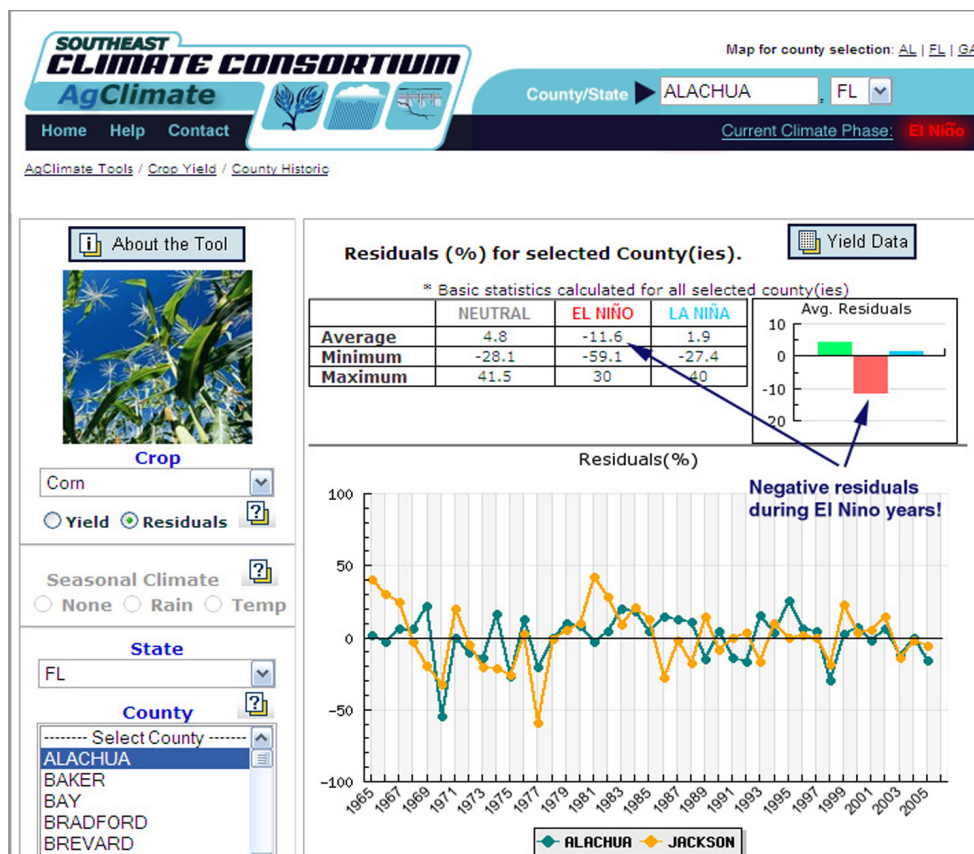 SOUTHEAST
CLIMATE CONSORTIUM
AgClimate
Map for county selection: AL | FL | GA
County/State ALACHUA , FL
Home Help Contact
Current Climate Phase: El Niño
AgClimate Tools / Crop Yield / County Historic
About the Tool
Crop
Corn
Yield Residuals
Seasonal Climate
None Rain Temp
State
FL
County
-------- Select County -------
ALACHUA
BAKER
BAY
BRADFORD
BREVARD
Residuals (%) for selected County(ies).
Yield Data
* Basic statistics calculated for all selected county(ies)
NEUTRAL EL NIÑO LA NIÑA
Average 4.8 -11.6 1.9
Minimum -28.1 -59.1 -27.4
Maximum 41.5 30 40
Avg. Residuals
10
0
-10
-20
Residuals(%)
Negative residuals
during El Nino years!
100
50
0
-50
-100
1965 1967 1969 1971 1973 1975 1977 1979 1981 1983 1985 1987 1989 1991 1993 1995 1997 1999 2001 2003 2005
ALACHUA JACKSON